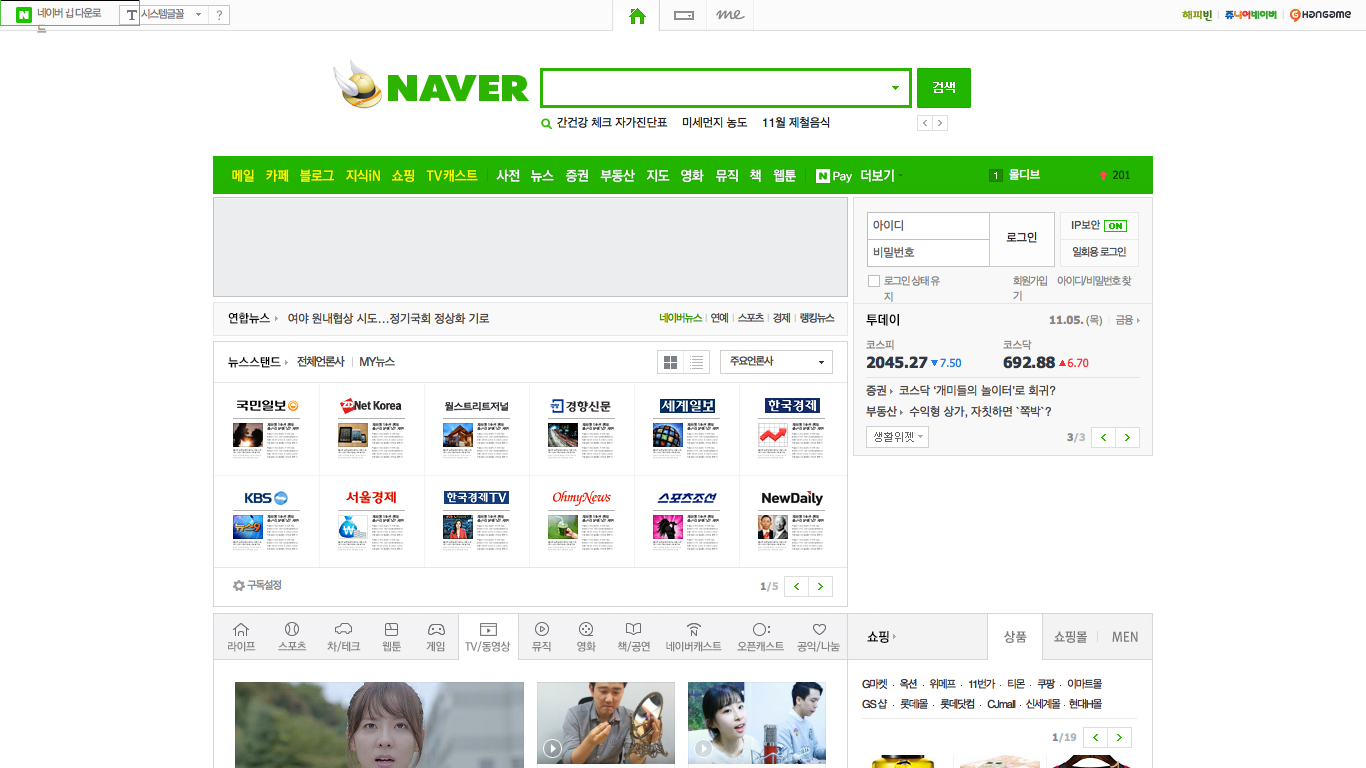 네이버 앱 다운로드
시스템글꼴
?
me
해피빈 쥬니어네이버 Hangame
NAVER
검색
간건강 체크 자가진단표 미세먼지 농도 11월 제철음식
메일 카페 블로그 지식iN 쇼핑 TV캐스트 사전 뉴스 증권 부동산 지도 영화 뮤직 책 웹툰 N Pay 더보기
1 몰디브 201
아이디
비밀번호
로그인
IP보안 ON
일회용 로그인
로그인 상태 유지
회원가입기 아이디/비밀번호 찾
연합뉴스 여야 원내협상 시도...정기국회 정상화 기로
네이버뉴스 연예 스포츠 경제 랭킹뉴스
투데이 11.05. (목) 금융
코스피 코스닥
2045.27 7.50 692.88 6.70
증권 코스닥 '개미들의 놀이터'로 회귀?
부동산 수익형 상가, 자칫하면 `쪽박`?
생활위젯 3/3
뉴스스탠드 전체언론사 MY뉴스 주요언론사
국민일보 ZDNet Korea 월스트리트저널 경향신문 세계일보 한국경제
KBS 서울경제 한국경제TV OhmyNews 스포츠조선 NewDaily
뉴스9
구독설정 1/5
라이프 스포츠 차/테크 웹툰 게임 TV/동영상 뮤직 영화 책/공연 네이버캐스트 오픈캐스트 공익/나눔
쇼핑 상품 쇼핑몰 MEN
G마켓 · 옥션 · 위메프 · 11번가 · 티몬 · 쿠팡 · 이마트몰
GS샵 · 롯데몰 · 롯데닷컴 · CJmall · 신세계몰 · 현대H몰
1/19